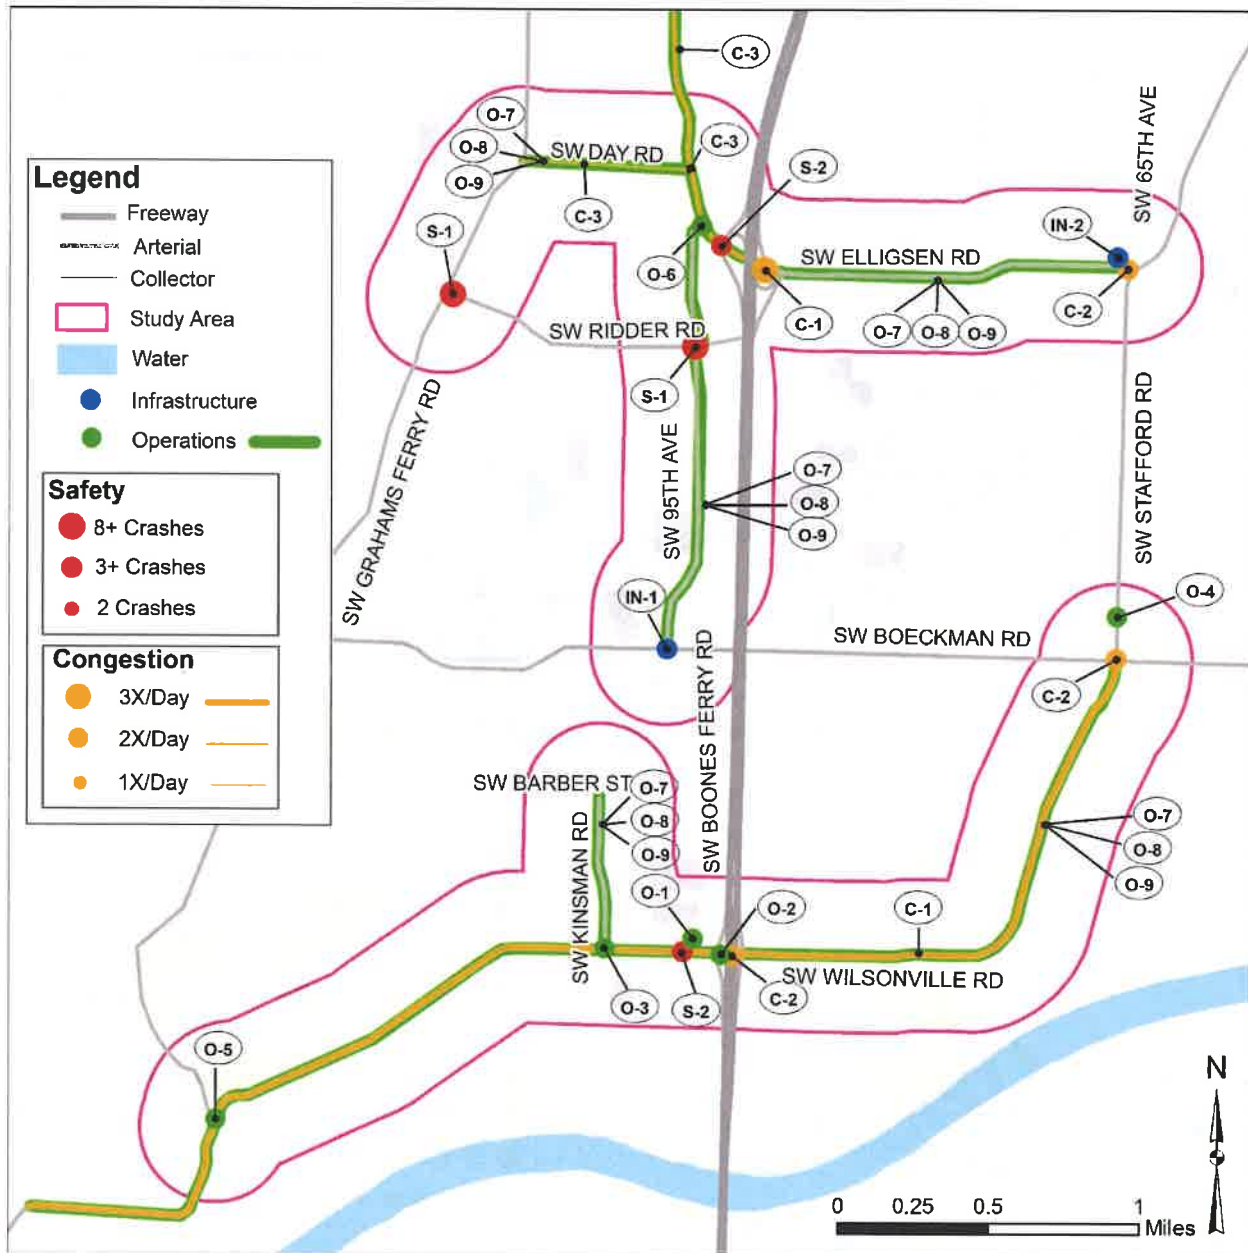 C-3
SW 65TH AVE
O-7
O-8
O-9
SW DAY RD
C-3
C-3
S-2
S-1
O-6
IN-2
SW ELLIGSEN RD
C-1
C-2
O-7
O-8
O-9
SW RIDDER RD
S-1
Legend
Freeway
Arterial
Collector
Study Area
Water
Infrastructure
Operations
Safety
8+ Crashes
3+ Crashes
2 Crashes
Congestion
3X/Day
2X/Day
1X/Day
SW GRAHAMS FERRY RD
SW 95TH AVE
O-7
O-8
O-9
SW STAFFORD RD
IN-1
SW BOONES FERRY RD
SW BOECKMAN RD
O-4
C-2
SW BARBER ST
O-7
O-8
O-9
SW KINSMAN RD
O-7
O-8
O-9
O-1
O-2
C-1
O-3
S-2
C-2
SW WILSONVILLE RD
O-5
N
0 0.25 0.5 1
Miles